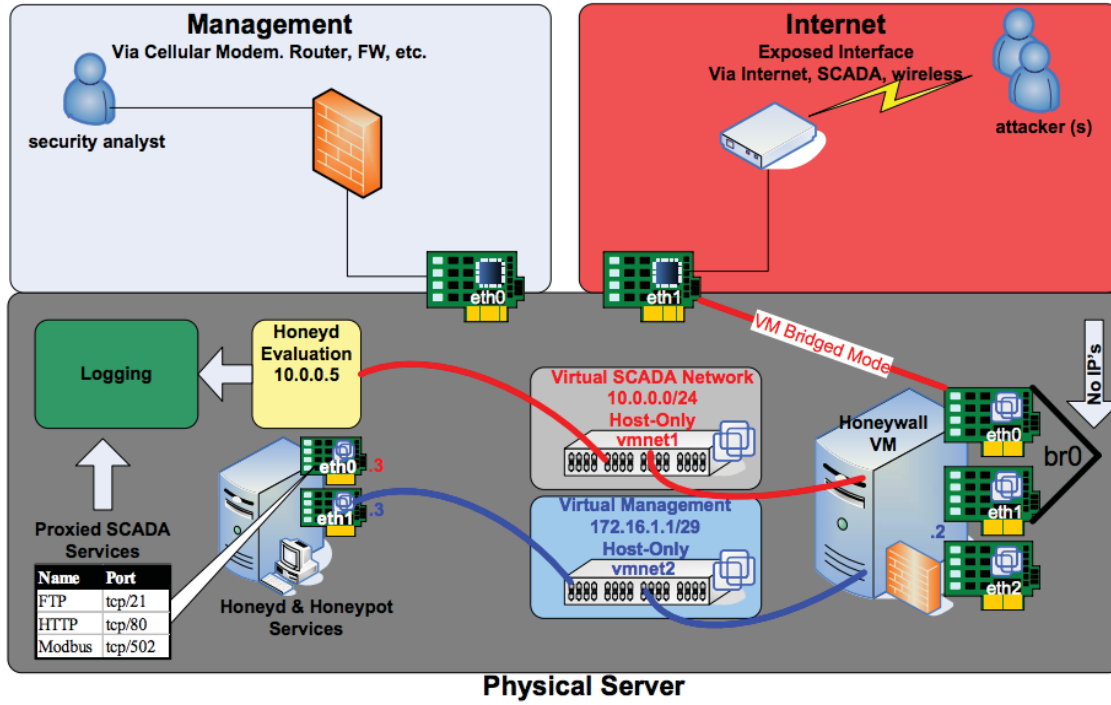 Management
Via Cellular Modem. Router, FW, etc.
security analyst
eth0
Internet
Exposed Interface
Via Internet, SCADA, wireless
attacker (s)
eth1
VM Bridged Mode
No IP's
Logging
Honeyd
Evaluation
10.0.0.5
Virtual SCADA Network
10.0.0.0/24
Host-Only
vmnet1
Honeywall
VM
eth0
eth1
eth2
br0
.2
eth0
.3
eth1
.3
Virtual Management
172.16.1.1/29
Host-Only
vmnet2
Proxied SCADA
Services
Name Port
FTP tcp/21
HTTP tcp/80
Modbus tcp/502
Honeyd & Honeypot
Services
Physical Server